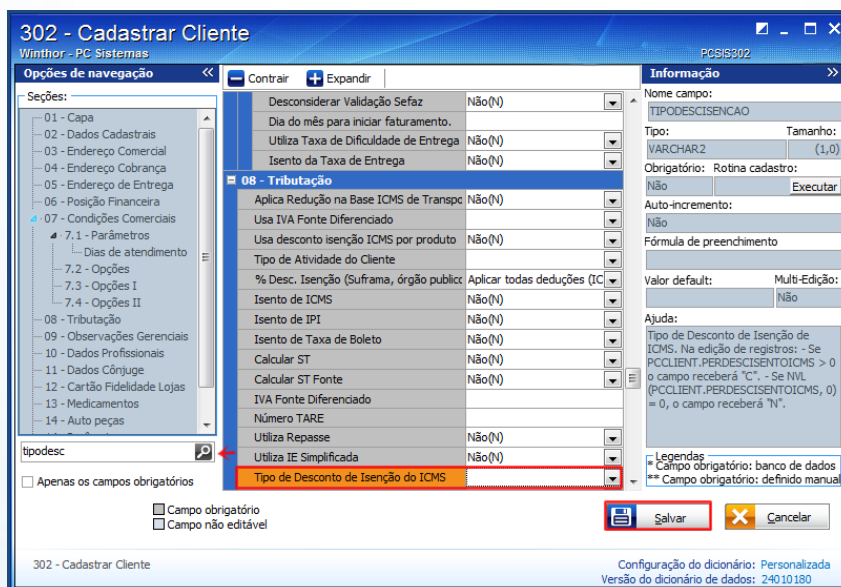 302 - Cadastrar Cliente
Winthor - PC Sistemas
PCSIS302
Opções de navegação
Seções:
01 - Capa
02 - Dados Cadastrais
03 - Endereço Comercial
04 - Endereço Cobrança
05 - Endereço de Entrega
06 - Posição Financeira
07 - Condições Comerciais
7.1 - Parâmetros
Dias de atendimento
7.2 - Opções
7.3 - Opções I
7.4 - Opções II
08 - Tributação
09 - Observações Gerenciais
10 - Dados Profissionais
11 - Dados Cônjuge
12 - Cartão Fidelidade Lojas
13 - Medicamentos
14 - Auto peças
tipodesc
Apenas os campos obrigatórios
Contrair Expandir
Desconsiderar Validação Sefaz Não(N)
Dia do mês para iniciar faturamento.
Utiliza Taxa de Dificuldade de Entrega Não(N)
Isento da Taxa de Entrega Não(N)
08 - Tributação
Aplica Redução na Base ICMS de Transpo Não(N)
Usa IVA Fonte Diferenciado
Usa desconto isenção ICMS por produto Não(N)
Tipo de Atividade do Cliente
% Desc. Isenção (Suframa, órgão publicc Aplicar todas deduções (IC
Isento de ICMS Não(N)
Isento de IPI Não(N)
Isento de Taxa de Boleto Não(N)
Calcular ST Não(N)
Calcular ST Fonte Não(N)
IVA Fonte Diferenciado
Número TARE
Utiliza Repasse Não(N)
Utiliza IE Simplificada Não(N)
Tipo de Desconto de Isenção do ICMS
Informação
Nome campo:
TIPODESCISENCAO
Tipo: Tamanho:
VARCHAR2 (1,0)
Obrigatório: Rotina cadastro:
Não Executar
Auto-incremento:
Não
Fórmula de preenchimento
Valor default: Multi-Edição:
Não
Ajuda:
Tipo de Desconto de Isenção de
ICMS. Na edição de registros: - Se
PCCLIENT.PERDESCISENTOICMS > 0
o campo receberá "C". - Se NVL
(PCCLIENT.PERDESCISENTOICMS, 0)
= 0, o campo receberá "N".
Legendas
* Campo obrigatório: banco de dados
** Campo obrigatório: definido manual
Campo obrigatório
Campo não editável
Salvar Cancelar
302 - Cadastrar Cliente
Configuração do dicionário: Personalizada
Versão do dicionário de dados: 24010180